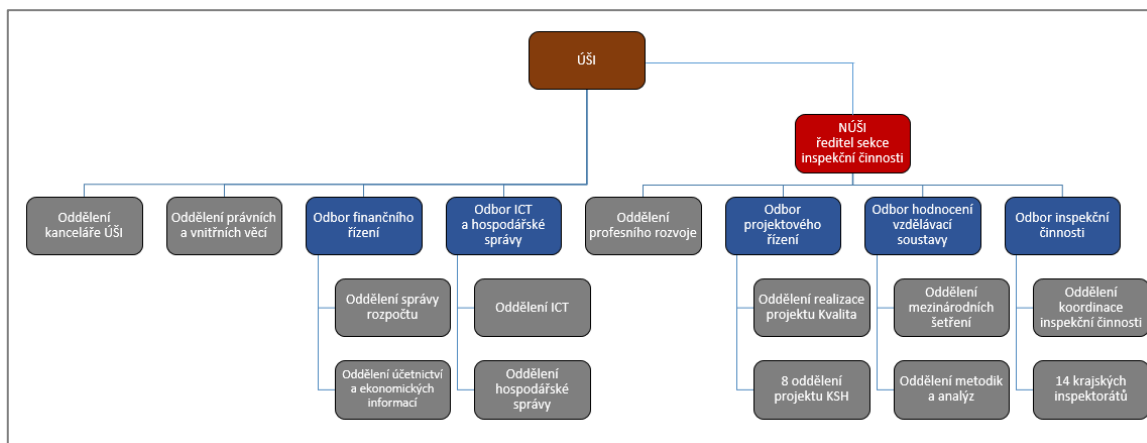 ÚŠI
NÚŠI
ředitel sekce
inspekční činnosti
Oddělení
kanceláře ÚŠI
Oddělení právních
a vnitřních věcí
Odbor finančního
řízení
Odbor ICT
a hospodářské
správy
Oddělení
profesního rozvoje
Odbor
projektového
řízení
Odbor hodnocení
vzdělávací
soustavy
Odbor inspekční
činnosti
Oddělení správy
rozpočtu
Oddělení ICT
Oddělení realizace
projektu Kvalita
Oddělení
mezinárodních
šetření
Oddělení
koordinace
inspekční činnosti
Oddělení účetnictví
a ekonomických
informací
Oddělení
hospodářské
správy
8 oddělení
projektu KSH
Oddělení metodik
a analýz
14 krajských
inspektorátů